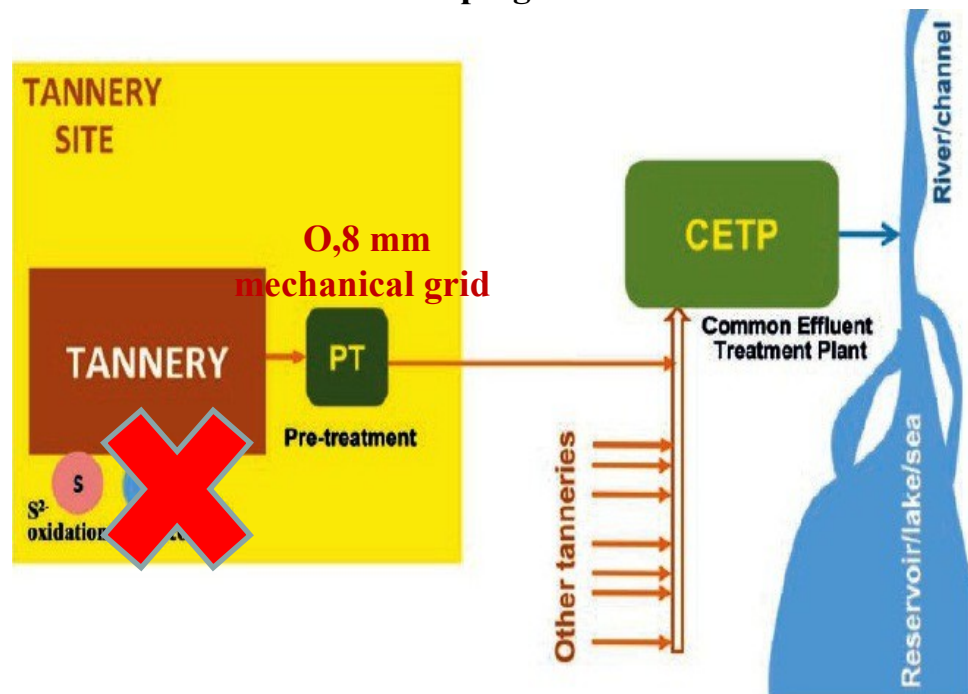 TANNERY
SITE
O,8 mm
mechanical grid
TANNERY
PT
Pre-treatment
S
S²⁻
oxidation
CETP
Common Effluent
Treatment Plant
Other tanneries
River/channel
Reservoir/lake/sea